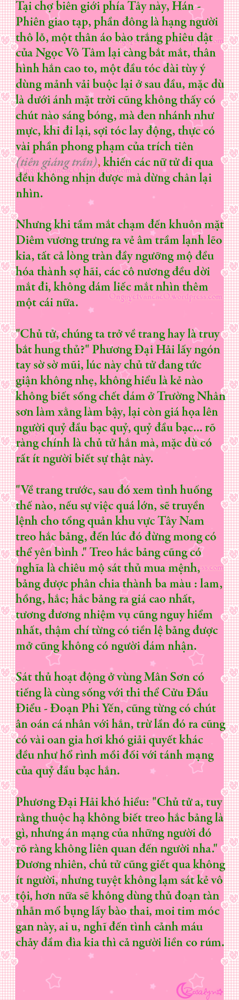 Tại chợ biên giới phía Tây này, Hán -
Phiên giao tạp, phần đông là hạng người
thô lỗ, một thân áo bào trắng phiêu dật
của Ngọc Vô Tâm lại càng bắt mắt, thân
hình hắn cao to, một đầu tóc dài tùy ý
dùng mảnh vải buộc lại ở sau đầu, mặc dù
là dưới ánh mặt trời cũng không thấy có
chút nào sáng bóng, mà đen nhánh như
mực, khi đi lại, sợi tóc lay động, thực có
vài phần phong phạm của trích tiên
(tiên giáng trần), khiến các nữ tử đi qua
đều không nhịn được mà dừng chân lại
nhìn.
Nhưng khi tầm mắt chạm đến khuôn mặt
Diêm vương trưng ra vẻ âm trầm lạnh lẽo
kia, tất cả lòng tràn đầy ngưỡng mộ đều
hóa thành sợ hãi, các cô nương đều dời
mắt đi, không dám liếc mắt nhìn thêm
một cái nữa.
"Chủ tử, chúng ta trở về trang hay là truy
bắt hung thủ?" Phương Đại Hải lấy ngón
tay sờ sờ mũi, lúc này chủ tử đang tức
giận không nhẹ, không hiểu là kẻ nào
không biết sống chết dám ở Trường Nhân
sơn làm xằng làm bậy, lại còn giá họa lên
người quỷ đầu bạc quỷ, quỷ đầu bạc... rõ
ràng chính là chủ tử hắn mà, mặc dù có
rất ít người biết sự thật này.
"Về trang trước, sau đó xem tình huống
thế nào, nếu sự việc quá lớn, sẽ truyền
lệnh cho tổng quản khu vực Tây Nam
treo hắc bảng, đến lúc đó đừng mong có
thể yên bình ." Treo hắc bảng cũng có
nghĩa là chiêu mộ sát thủ mua mệnh,
bảng được phân chia thành ba màu : lam,
hồng, hắc; hắc bảng ra giá cao nhất,
tương đương nhiệm vụ cũng nguy hiểm
nhất, thậm chí từng có tiền lệ bảng được
mở cũng không có người dám nhận.
Sát thủ hoạt động ở vùng Mân Sơn có
tiếng là cùng sống với thi thể Cửu Đầu
Điểu - Đoạn Phi Yến, cũng từng có chút
ân oán cá nhân với hắn, trừ lần đó ra cũng
có vài oan gia hơi khó giải quyết khác
đều như hổ rình mồi đối với tánh mạng
của quỷ đầu bạc hắn.
Phương Đại Hải khó hiểu: "Chủ tử a, tuy
rằng thuộc hạ không biết treo hắc bảng là
gì, nhưng án mạng của những người đó
rõ ràng không liên quan đến người nha."
Đương nhiên, chủ tử cũng giết qua không
ít người, nhưng tuyệt không lạm sát kẻ vô
tội, hơn nữa sẽ không dùng thủ đoạn tàn
nhẫn mổ bụng lấy bào thai, moi tim móc
gan này, ai u, nghĩ đến tình cảnh máu
chảy đầm đìa kia thì cả người liền co rúm.
Rosalyn